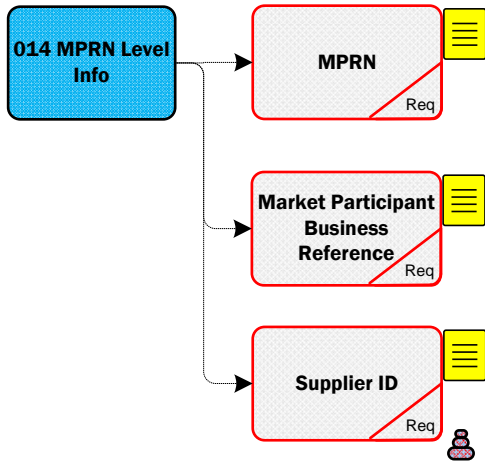 014 MPRN Level
Info
MPRN
Req
Market Participant
Business
Reference
Req
Supplier ID
Req